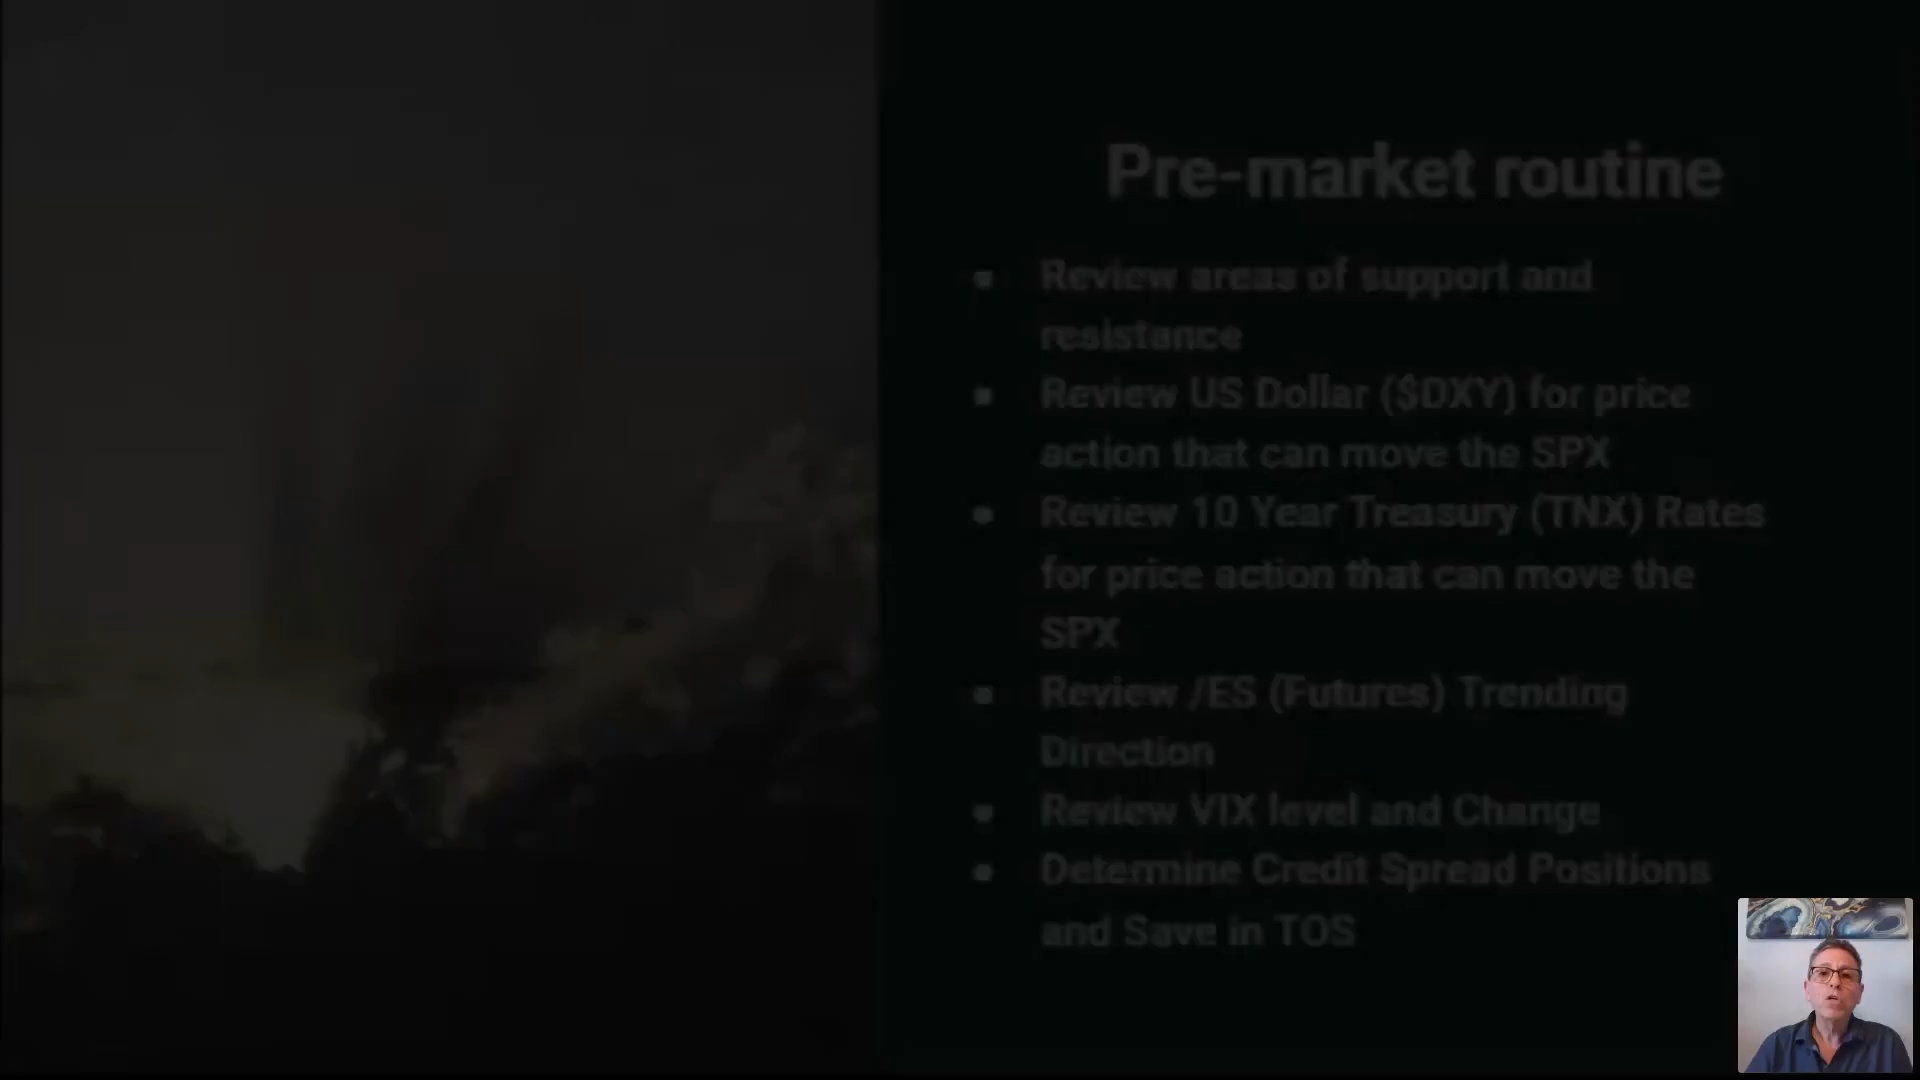 Pre-market routine
Review areas of support and
resistance
Review US Dollar ($DXY) for price
action that can move the SPX
Review 10 Year Treasury (TNX) Rates
for price action that can move the
SPX
Review /ES (Futures) Trending
Direction
Review VIX level and Change
Determine Credit Spread Positions
and Save in TOS